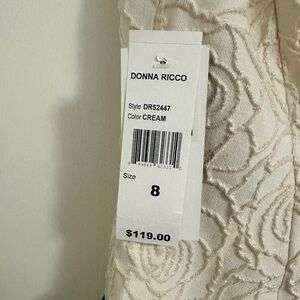 DONNA RICCO
Style DR52447
Color CREAM
Size
8
$119.00